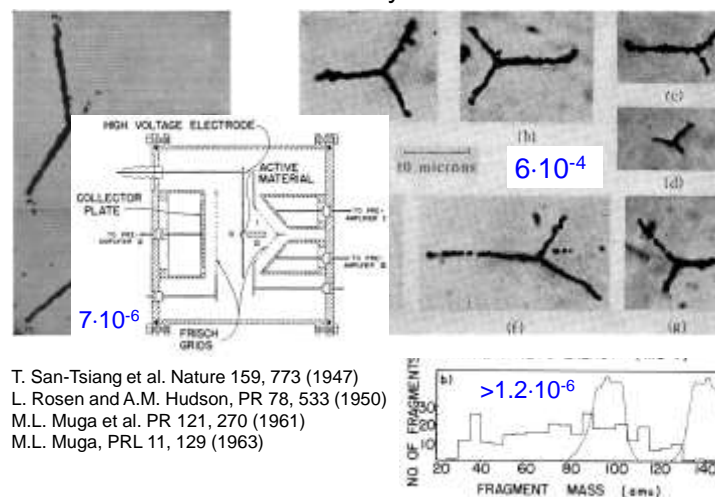 HIGH VOLTAGE ELECTRODE
ACTIVE
MATERIAL
COLLECTOR
PLATE
FRISCH
GRIDS
7·10-6
(b)
(c)
10 microns
6·10-4
(d)
(f)
(g)
T. San-Tsiang et al. Nature 159, 773 (1947)
L. Rosen and A.M. Hudson, PR 78, 533 (1950)
M.L. Muga et al. PR 121, 270 (1961)
M.L. Muga, PRL 11, 129 (1963)
b)
>1.2·10-6
NO. OF FRAGMENTS
30
20
10
20 40 60 80 100 120 140
FRAGMENT MASS (amu)